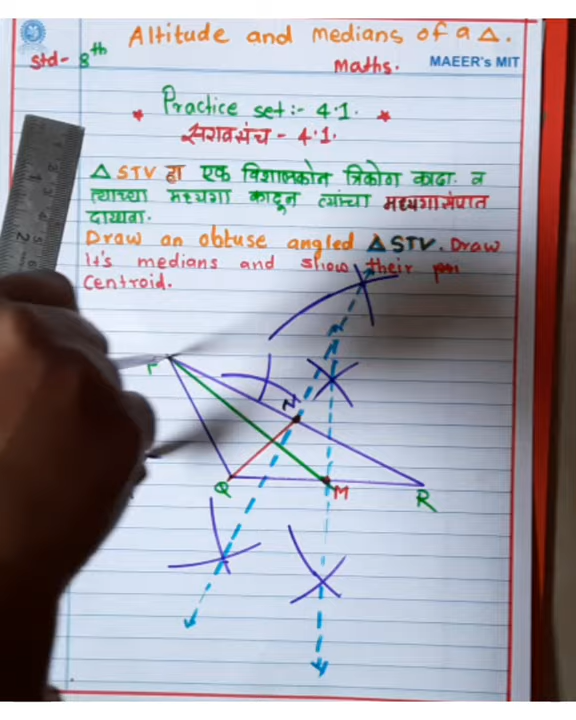 Altitude and medians of a Δ.
Std- 8th
Maths. MAEER's MIT
* Practice set:- 4.1. *
सरावसंच - 4.1.
Δ STV हा एक विशालकोन त्रिकोण काढा. व
त्याच्या मध्यगा काढून त्यांचा मध्यगासंपात
दाखवा.
Draw an obtuse angled ΔSTV. Draw
it's medians and show their
Centroid.
P
N
Q M R